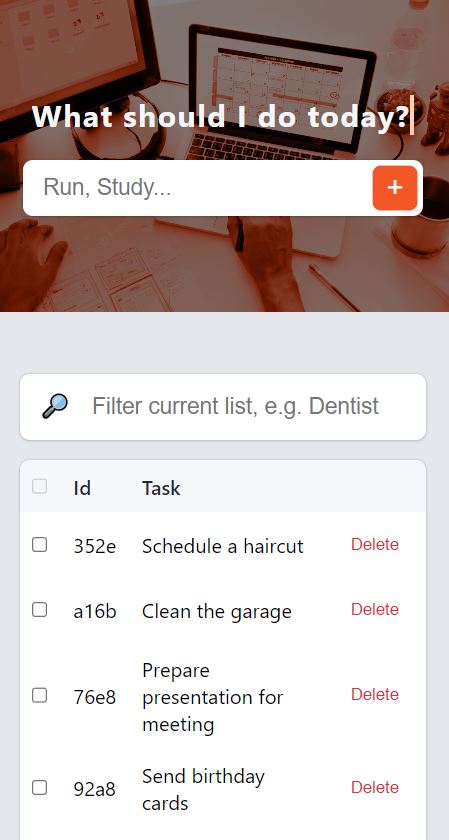 What should I do today?
Run, Study...
+
Filter current list, e.g. Dentist
Id Task
352e Schedule a haircut Delete
a16b Clean the garage Delete
Prepare
76e8 presentation for Delete
meeting
92a8 Send birthday Delete
cards